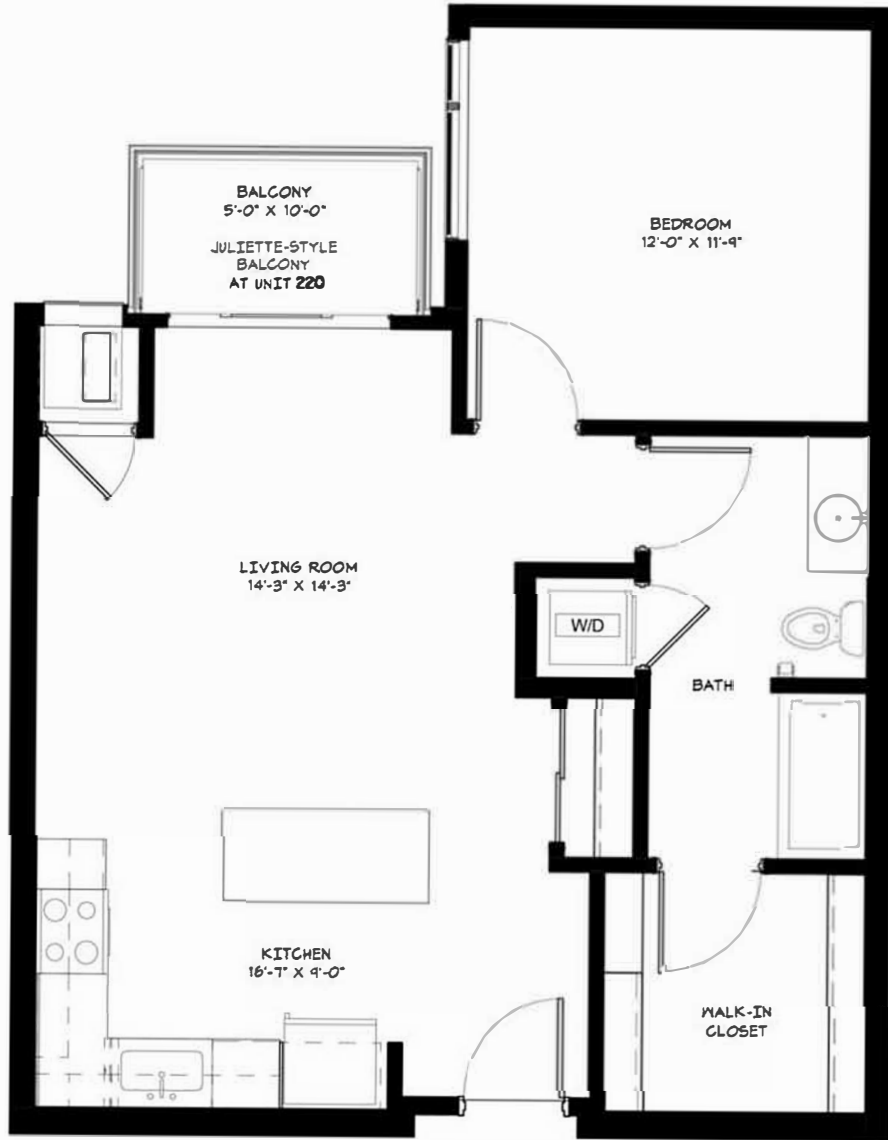 BALCONY
5'-0" X 10'-0"
JULIETTE-STYLE
BALCONY
AT UNIT 220
BEDROOM
12'-0" X 11'-9"
LIVING ROOM
14'-3" X 14'-3"
W/D
BATH
KITCHEN
16'-7" X 9'-0"
WALK-IN
CLOSET